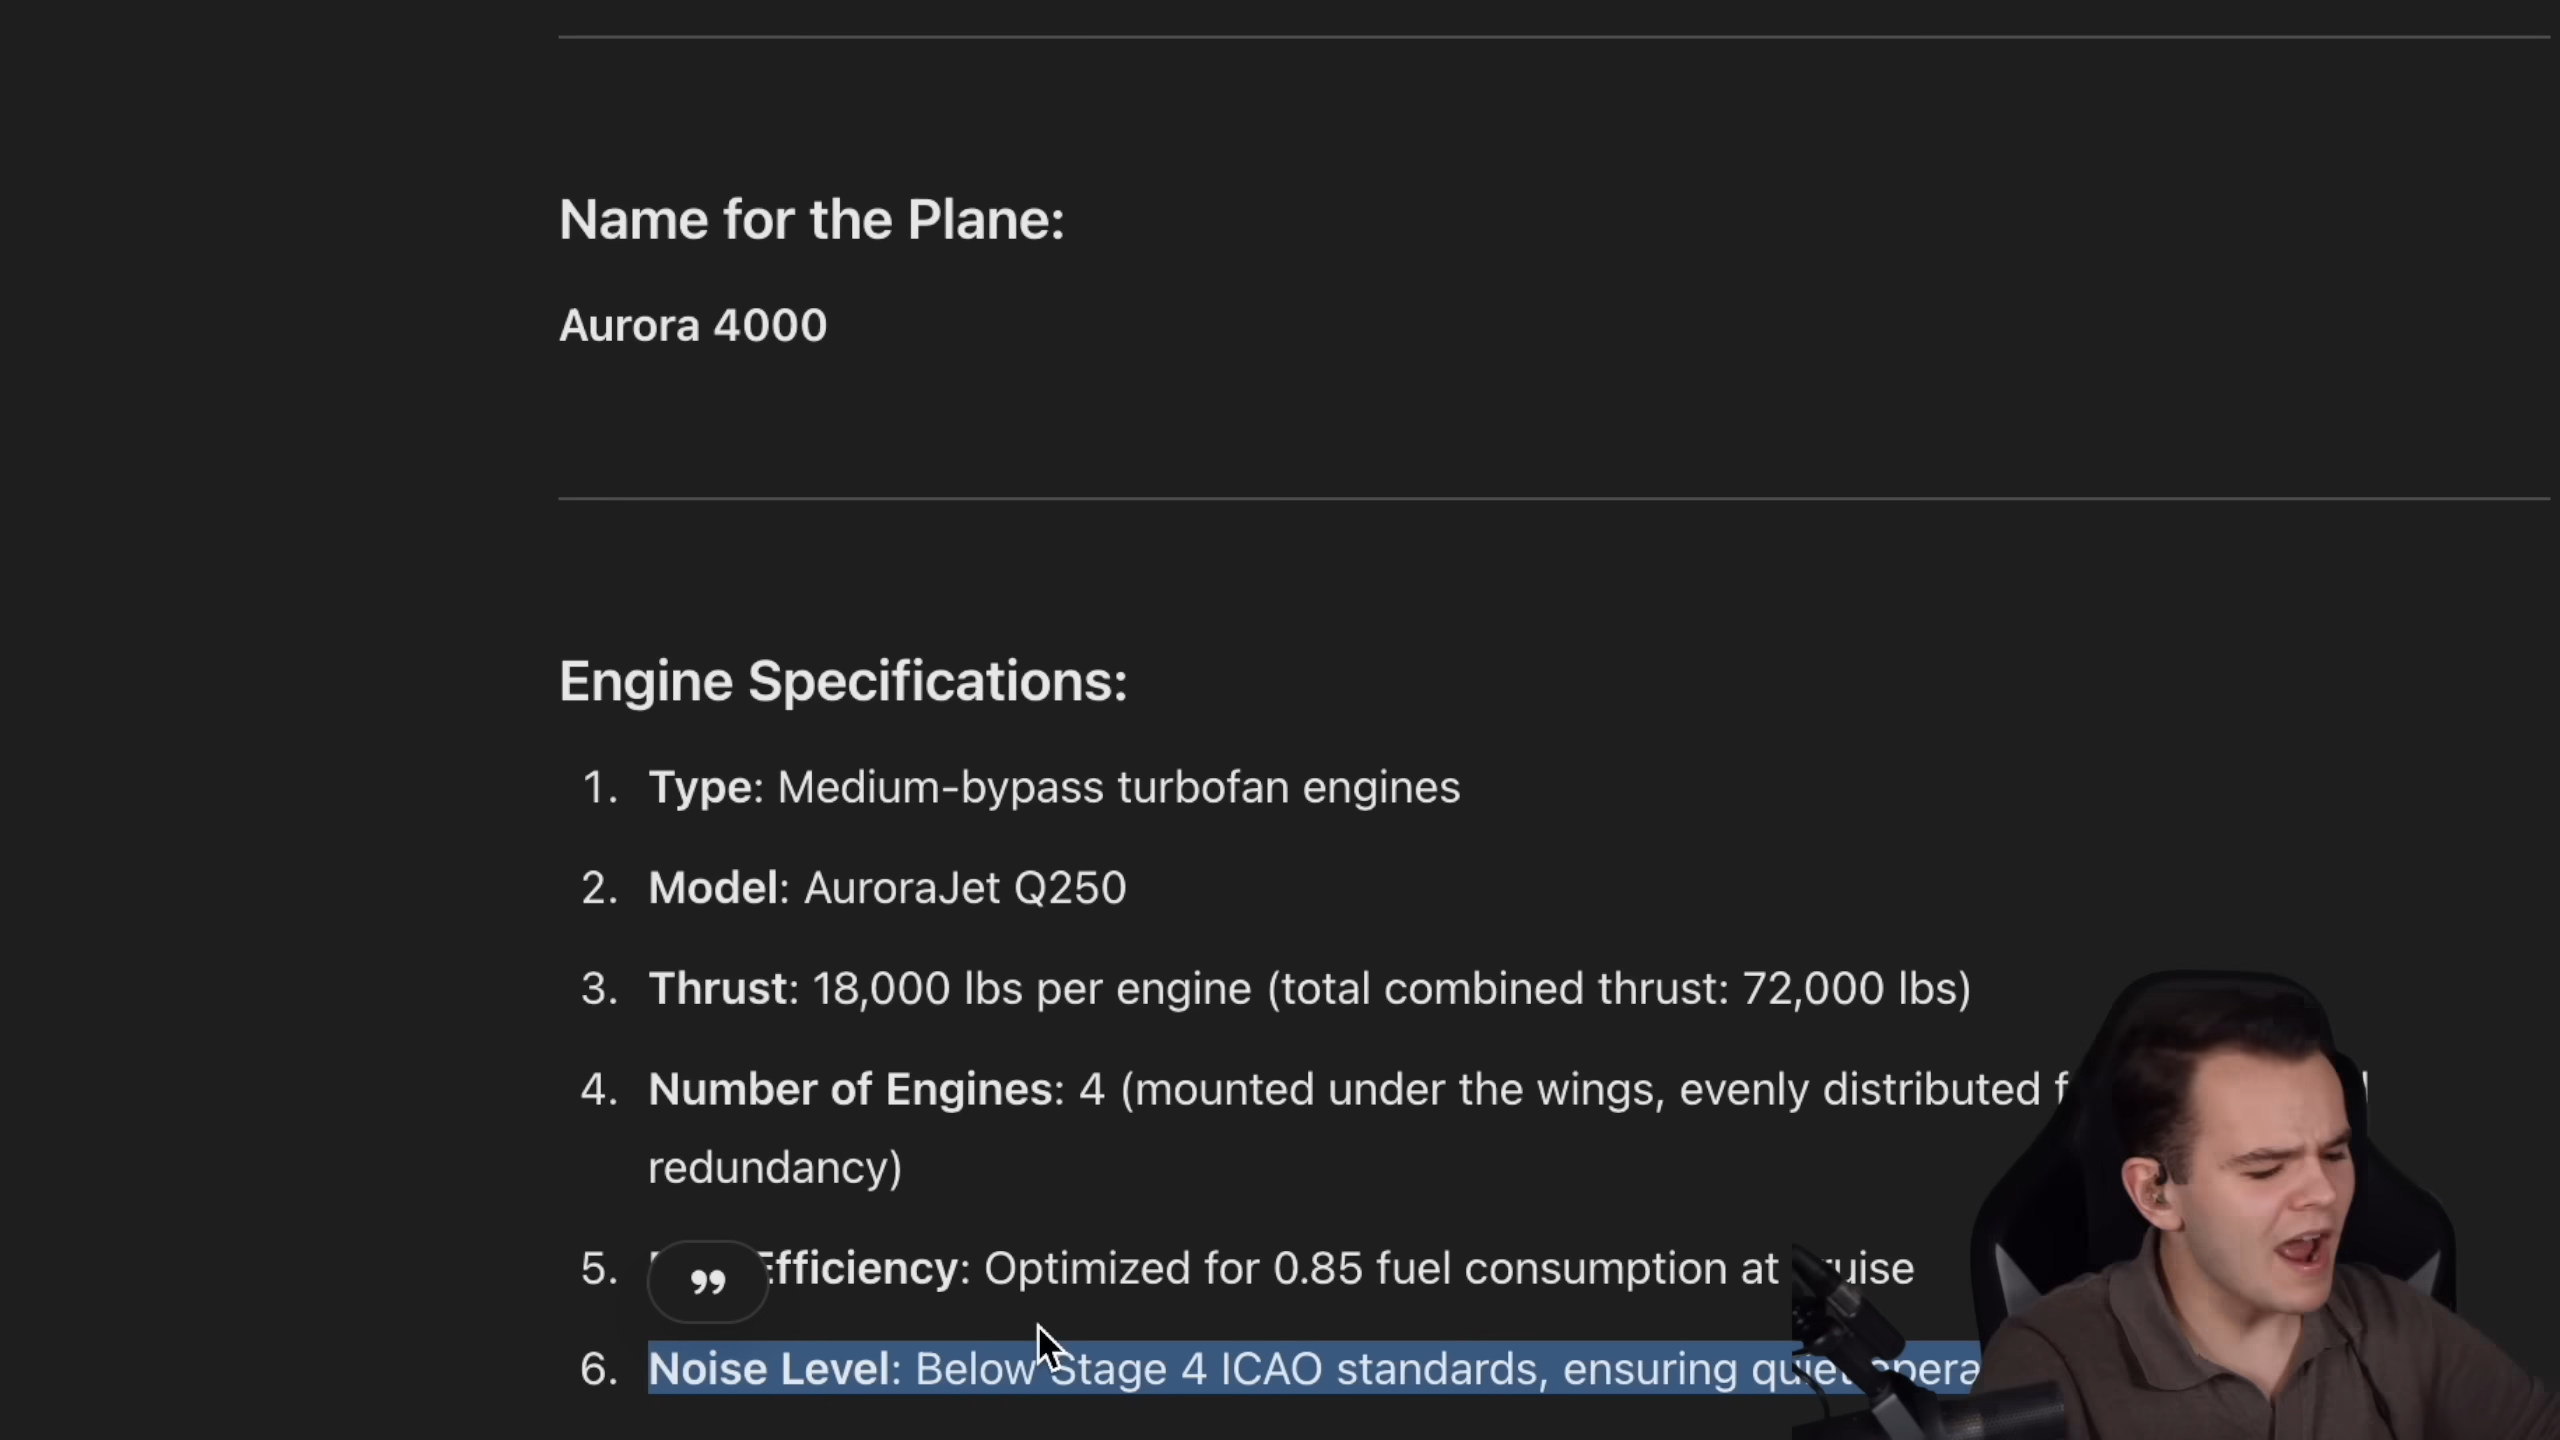 Name for the Plane:
Aurora 4000
Engine Specifications:
1. Type: Medium-bypass turbofan engines
2. Model: AuroraJet Q250
3. Thrust: 18,000 lbs per engine (total combined thrust: 72,000 lbs)
4. Number of Engines: 4 (mounted under the wings, evenly distributed
redundancy)
5. Efficiency: Optimized for 0.85 fuel consumption at cruise
6. Noise Level: Below Stage 4 ICAO standards, ensuring quiet